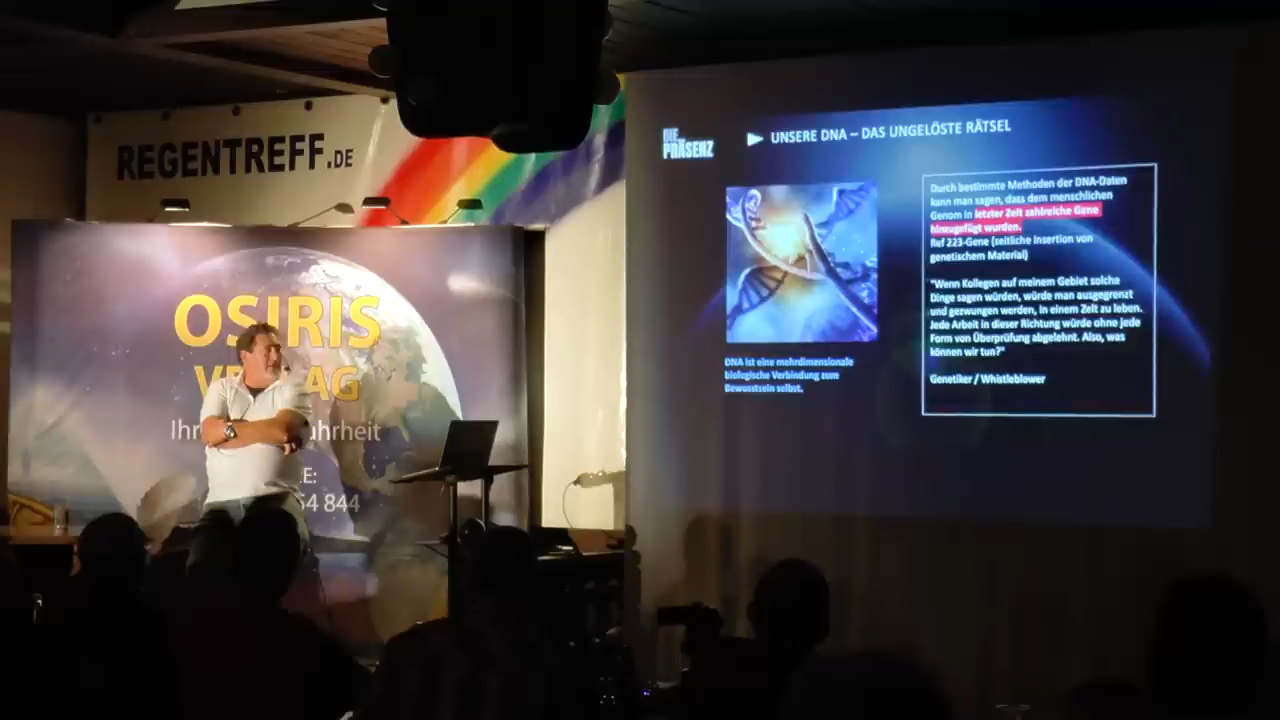 REGENTREFF.DE
OSIRIS
AG
Ihr
uhrheit
E:
54 844
DIE
PRÄSENZ
UNSERE DNA – DAS UNGELÖSTE RÄTSEL
DNA ist eine mehrdimensionale
biologische Verbindung zum
Bewusstsein selbst.
Durch bestimmte Methoden der DNA-Daten
kann man sagen, dass dem menschlichen
Genom in letzter Zeit zahlreiche Gene
hinzugefügt wurden.
Ref 223-Gene (seitliche Insertion von
genetischem Material)
"Wenn Kollegen auf meinem Gebiet solche
Dinge sagen würden, würde man ausgegrenzt
und gezwungen werden, in einem Zelt zu leben.
Jede Arbeit in dieser Richtung würde ohne jede
Form von Überprüfung abgelehnt. Also, was
können wir tun?"
Genetiker / Whistleblower